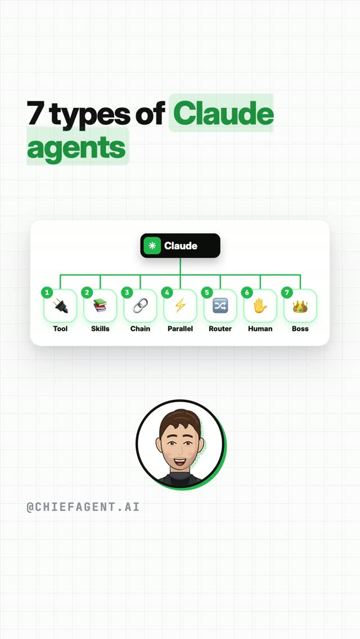 7 types of Claude
agents
Claude
1 2 3 4 5 6 7
Tool Skills Chain Parallel Router Human Boss
@CHIEFAGENT.AI